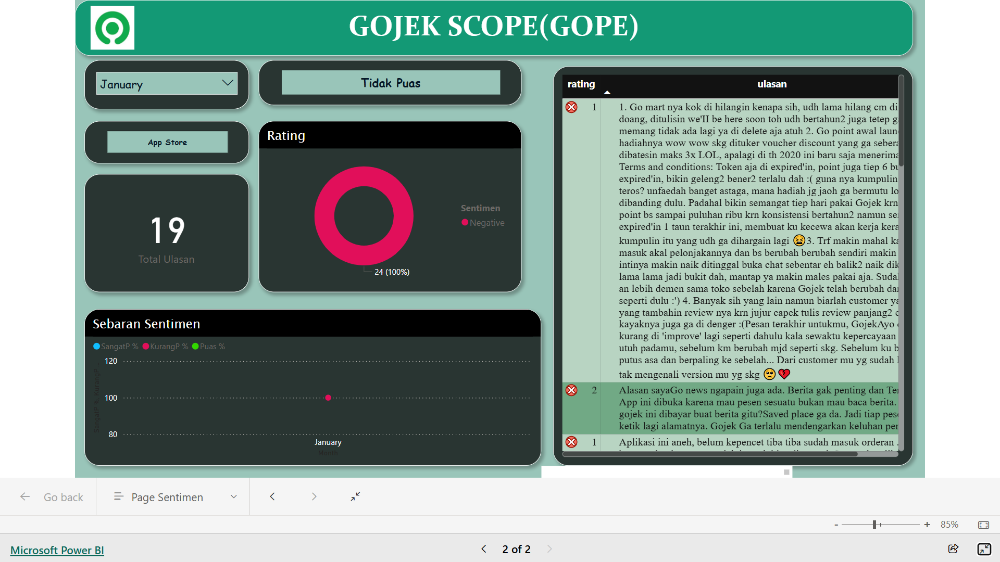 GOJEK SCOPE(GOPE)
January
Tidak Puas
App Store
19
Total Ulasan
Rating
Sentimen
Negative
24 (100%)
Sebaran Sentimen
SangatP % KurangP % Puas %
120
100
80
SangatP % KurangP...
January
Month
rating ulasan
1 1. Go mart nya kok di hilangin kenapa sih, udh lama hilang cm di
doang, ditulisin we'II be here soon toh udh bertahun2 juga tetep
memang tidak ada lagi ya di delete aja atuh 2. Go point awal
hadiahnya wow wow skg dituker voucher discount yang ga
dibatesin maks 3x LOL, apalagi di th 2020 ini baru saja
Terms and conditions: Token aja di expired'in, point juga tiep 6
expired'in, bikin geleng2 bener2 terlalu dah :( guna nya kumpulin
teros? unfaedah banget astaga, mana hadiah jg jaoh ga bermutu
dibanding dulu. Padahal bikin semangat tiep hari pakai Gojek krn
point bs sampai puluhan ribu krn konsistensi bertahun2 namun
expired'in 1 taun terakhir ini, membuat ku kecewa akan kerja
kumpulin itu yang udh ga dihargain lagi 😫3. Trf makin mahal
masuk akal pelonjakannya dan bs berubah berubah sendiri makin
intinya makin naik ditinggal buka chat sebentar eh balik2 naik
lama lama jadi bukit dah, mantap ya makin males pakai aja.
an lebih demen sama toko sebelah karena Gojek telah berubah
seperti dulu :') 4. Banyak sih yang lain namun biarlah customer
yang tambahin review nya krn jujur capek tulis review panjang2
kayaknya juga ga di denger :(Pesan terakhir untukmu, GojekAyo
kurang di 'improve' lagi seperti dahulu kala sewaktu kepercayaan
utuh padamu, sebelum km berubah mjd seperti skg. Sebelum ku
putus asa dan berpaling ke sebelah... Dari customer mu yg sudah
tak mengenali version mu yg skg 🥺💔
2 Alasan sayaGo news ngapain juga ada. Berita gak penting dan
App ini dibuka karena mau pesen sesuatu bukan mau baca berita.
gojek ini dibayar buat berita gitu?Saved place ga da. Jadi tiap
ketik lagi alamatnya. Gojek Ga terlalu mendengarkan keluhan
1 Aplikasi ini aneh, belum kepencet tiba tiba sudah masuk orderan
Go back
Page Sentimen
- + 85%
Microsoft Power BI
2 of 2